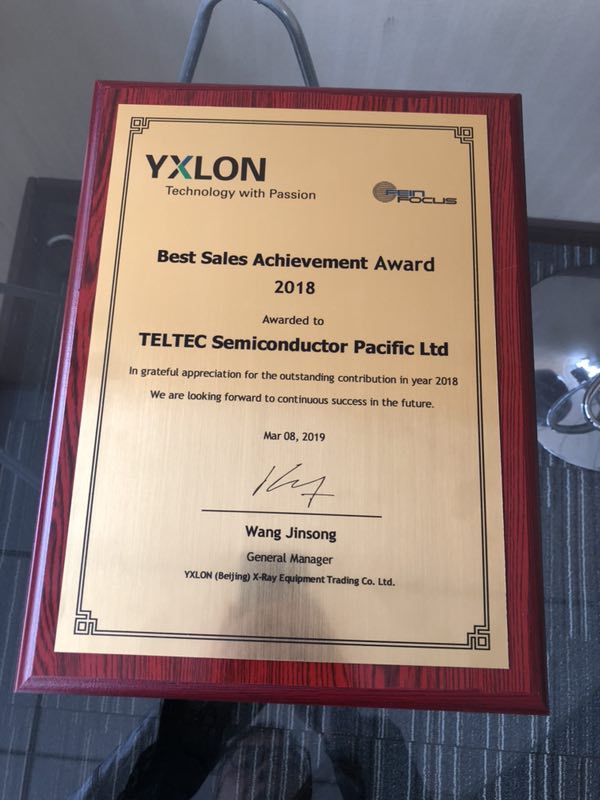 YXLON
Technology with Passion
FEIN FOCUS
Best Sales Achievement Award
2018
Awarded to
TELTEC Semiconductor Pacific Ltd
In grateful appreciation for the outstanding contribution in year 2018
We are looking forward to continuous success in the future.
Mar 08, 2019
Wang Jinsong
General Manager
YXLON (Beijing) X-Ray Equipment Trading Co. Ltd.